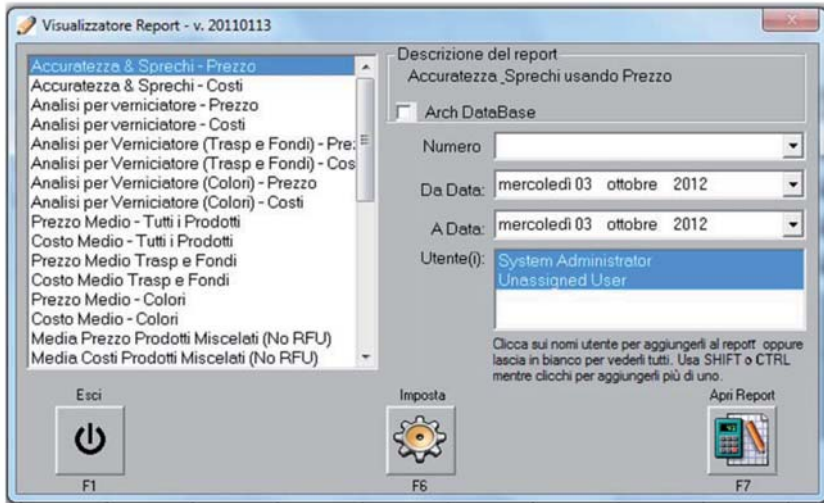 Visualizzatore Report - v. 20110113
Accuratezza & Sprechi - Prezzo
Accuratezza & Sprechi - Costi
Analisi per verniciatore - Prezzo
Analisi per verniciatore - Costi
Analisi per Verniciatore (Trasp e Fondi) - Prez
Analisi per Verniciatore (Trasp e Fondi) - Cos
Analisi per Verniciatore (Colori) - Prezzo
Analisi per Verniciatore (Colori) - Costi
Prezzo Medio - Tutti i Prodotti
Costo Medio - Tutti i Prodotti
Prezzo Medio Trasp e Fondi
Costo Medio Trasp e Fondi
Prezzo Medio - Colori
Costo Medio - Colori
Media Prezzo Prodotti Miscelati (No RFU)
Media Costi Prodotti Miscelati (No RFU)
Descrizione del report
Accuratezza_Sprechi usando Prezzo
Arch DataBase
Numero
Da Data: mercoledì 03 ottobre 2012
A Data: mercoledì 03 ottobre 2012
Utente(i):
System Administrator
Unassigned User
Clicca sui nomi utente per aggiungerli al report oppure
lascia in bianco per vederli tutti. Usa SHIFT o CTRL
mentre clicchi per aggiungerli più di uno.
Esci
F1
Imposta
F6
Apri Report
F7